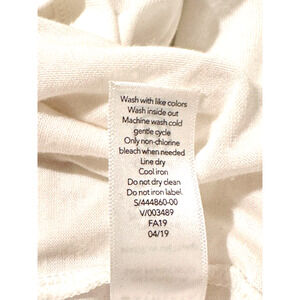 Wash with like colors
Wash inside out
Machine wash cold
gentle cycle
Only non-chlorine
bleach when needed
Line dry
Cool iron
Do not dry clean
Do not iron label.
S/444860-00
V/003489
FA19
04/19